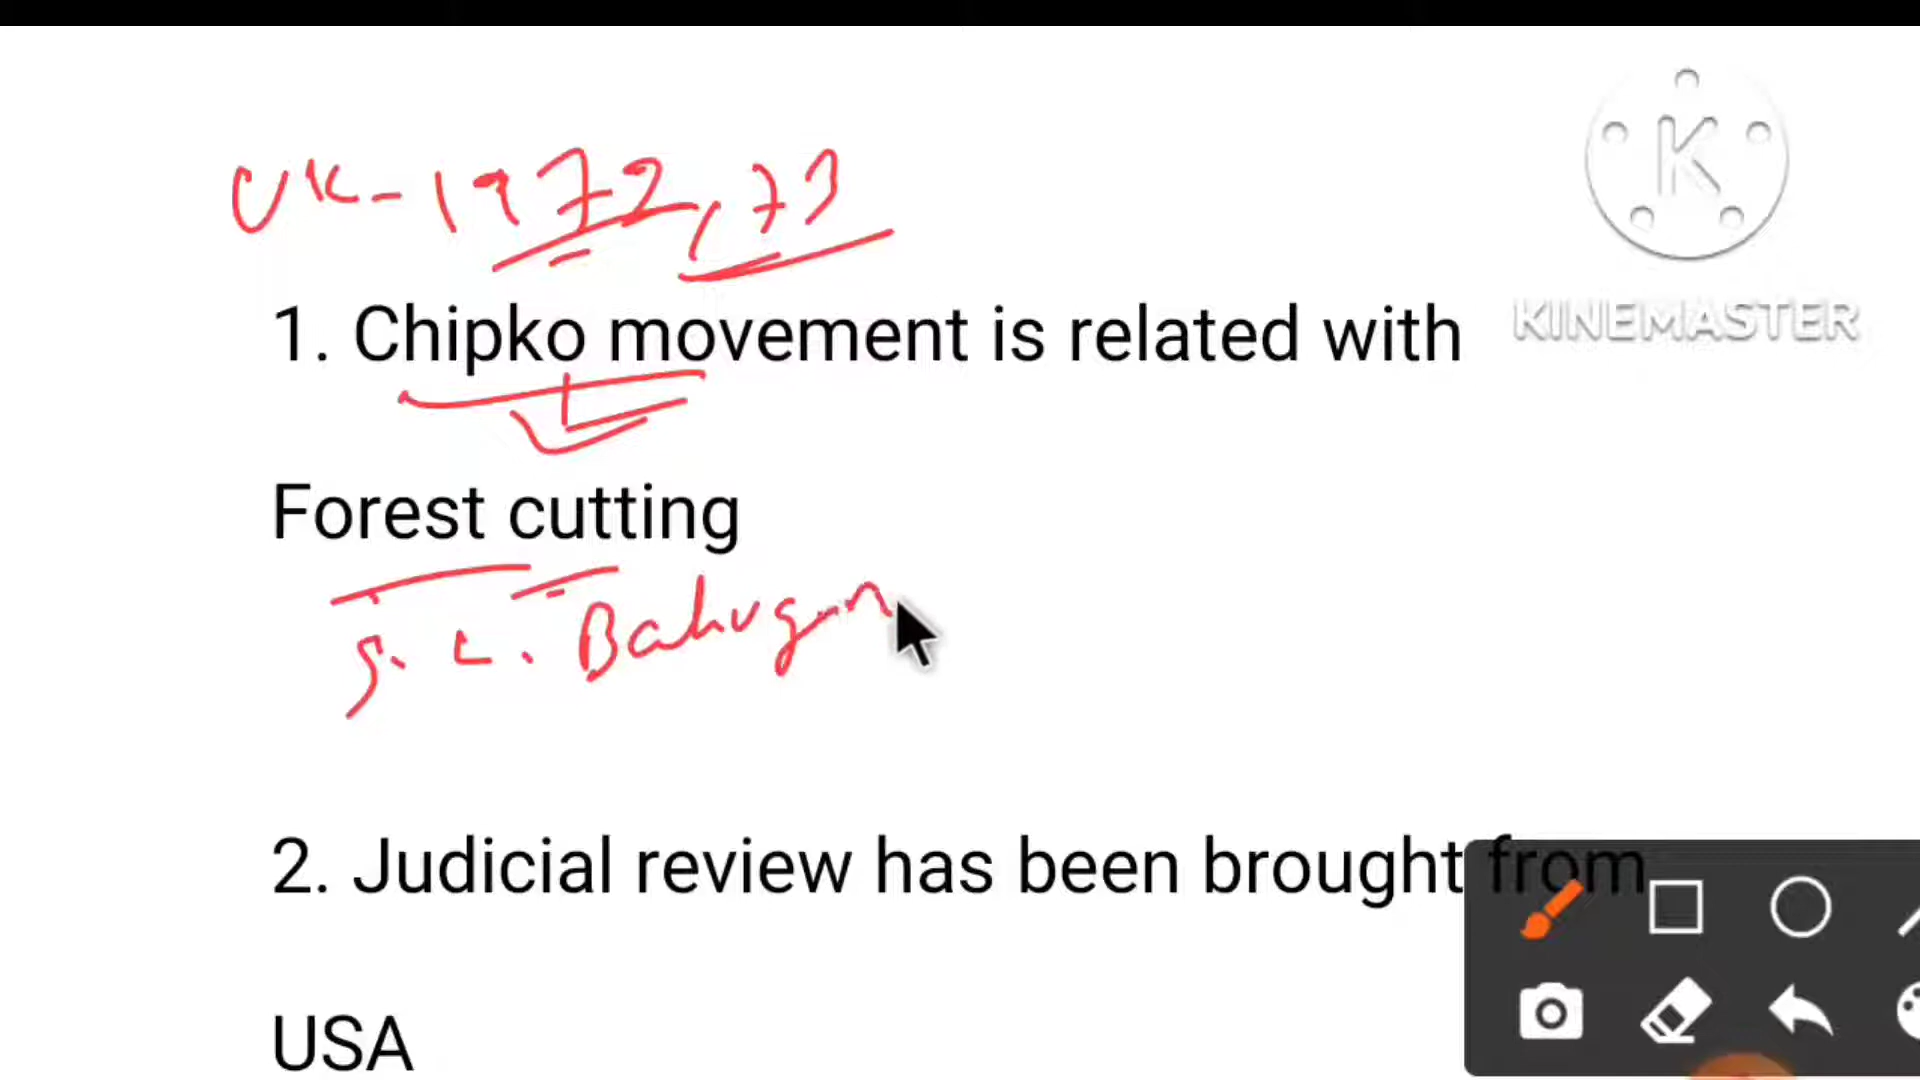 UK-1972,73
K
KINEMASTER
1. Chipko movement is related with
Forest cutting
S. L. Bahugun
2. Judicial review has been brought from
USA